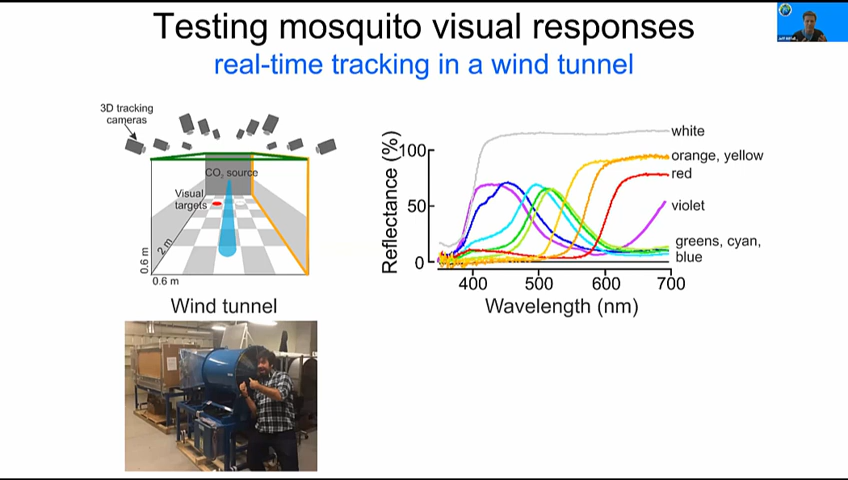 Testing mosquito visual responses
real-time tracking in a wind tunnel
3D tracking
cameras
CO2 source
Visual
targets
2 m
0.6 m
0.6 m
Wind tunnel
Reflectance (%)
100
50
0
400
500
600
700
Wavelength (nm)
white
orange, yellow
red
violet
greens, cyan,
blue